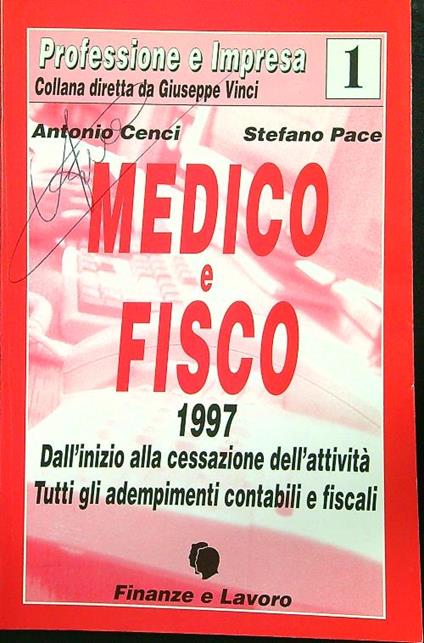 Professione e Impresa
Collana diretta da Giuseppe Vinci
1
Antonio Cenci Stefano Pace
MEDICO
e
FISCO
1997
Dall'inizio alla cessazione dell'attività
Tutti gli adempimenti contabili e fiscali
Finanze e Lavoro